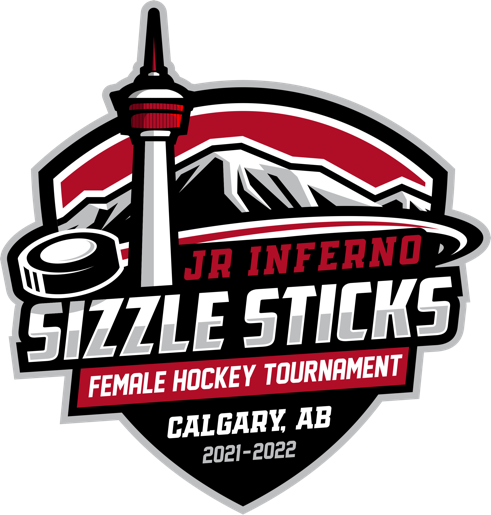 JR INFERNO
SIZZLE STICKS
FEMALE HOCKEY TOURNAMENT
CALGARY, AB
2021-2022